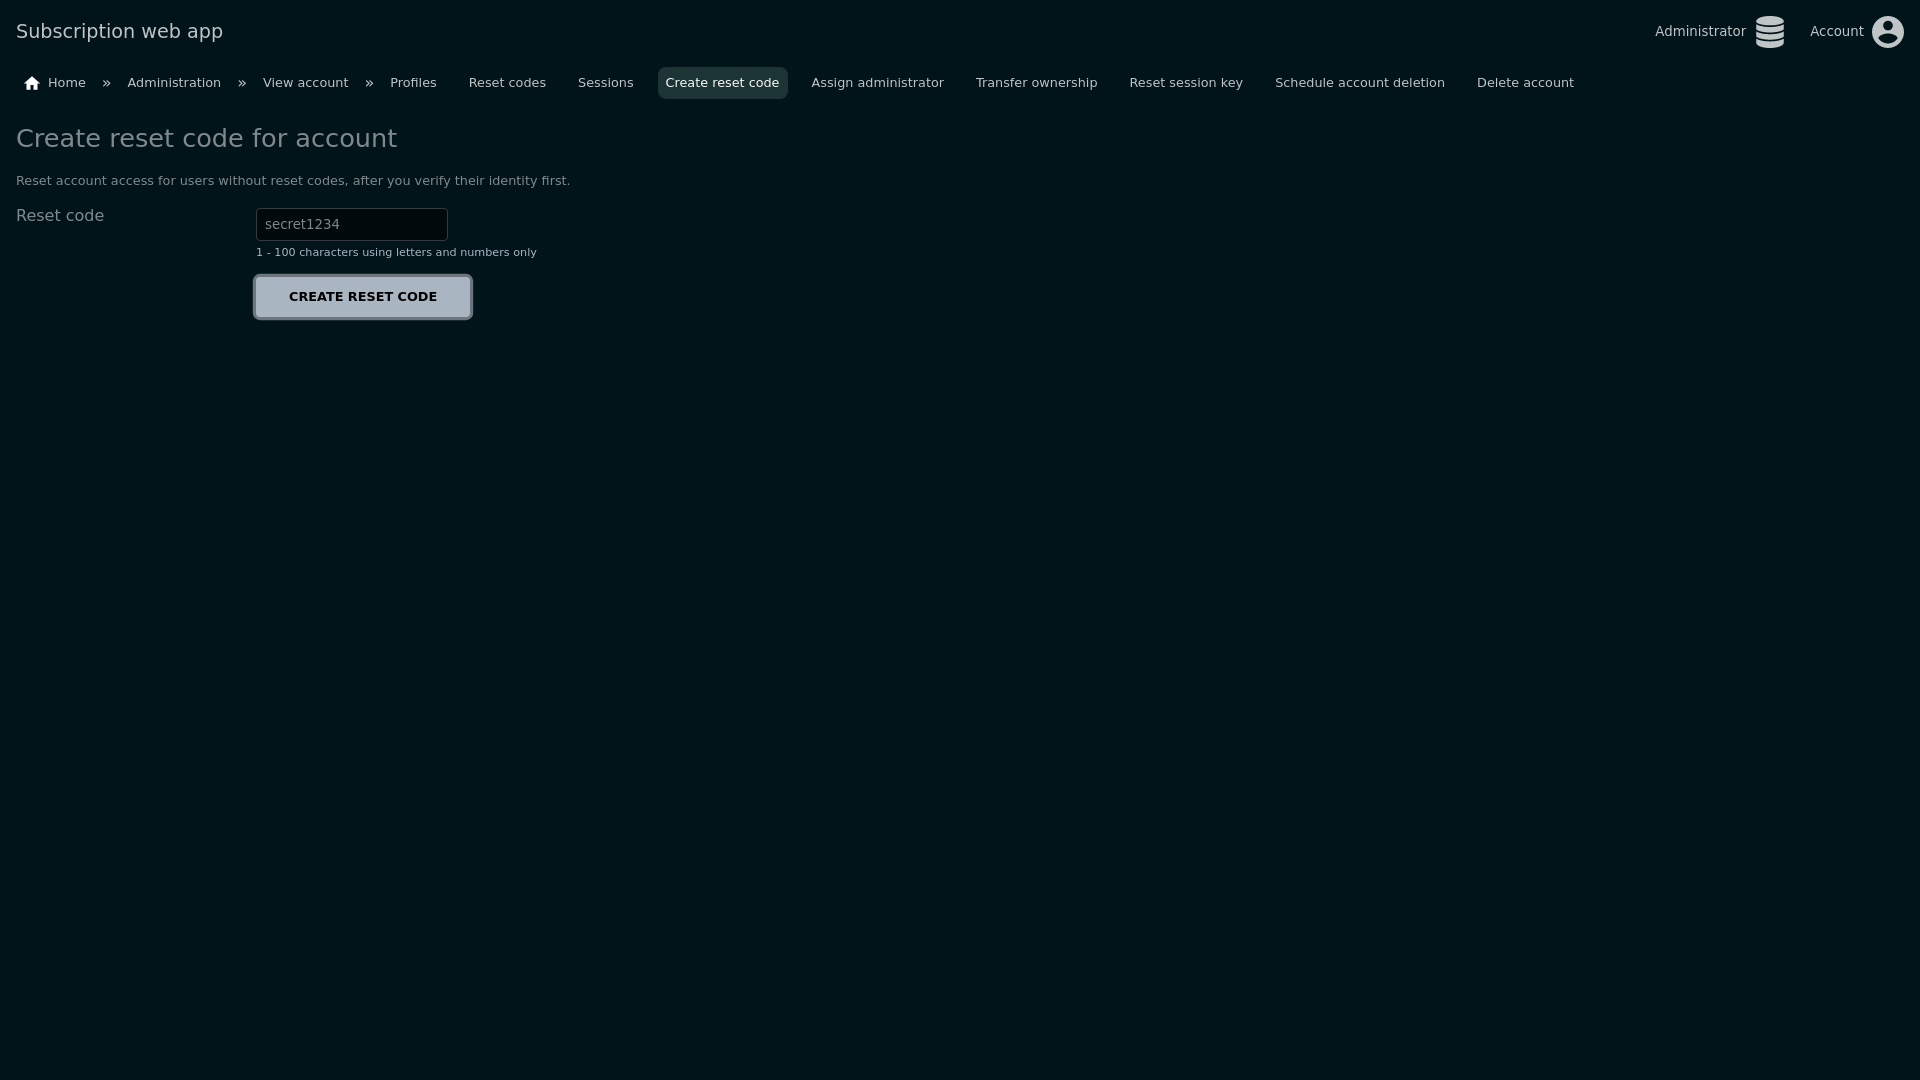 Subscription web app
Administrator
Account
Home » Administration » View account » Profiles Reset codes Sessions Create reset code Assign administrator Transfer ownership Reset session key Schedule account deletion Delete account
Create reset code for account
Reset account access for users without reset codes, after you verify their identity first.
Reset code
secret1234
1 - 100 characters using letters and numbers only
CREATE RESET CODE